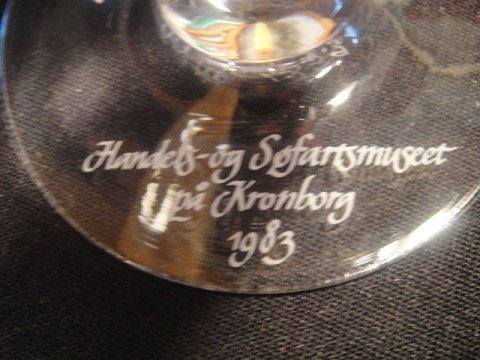 Handels- og Søfartsmuseet
på Kronborg
1983